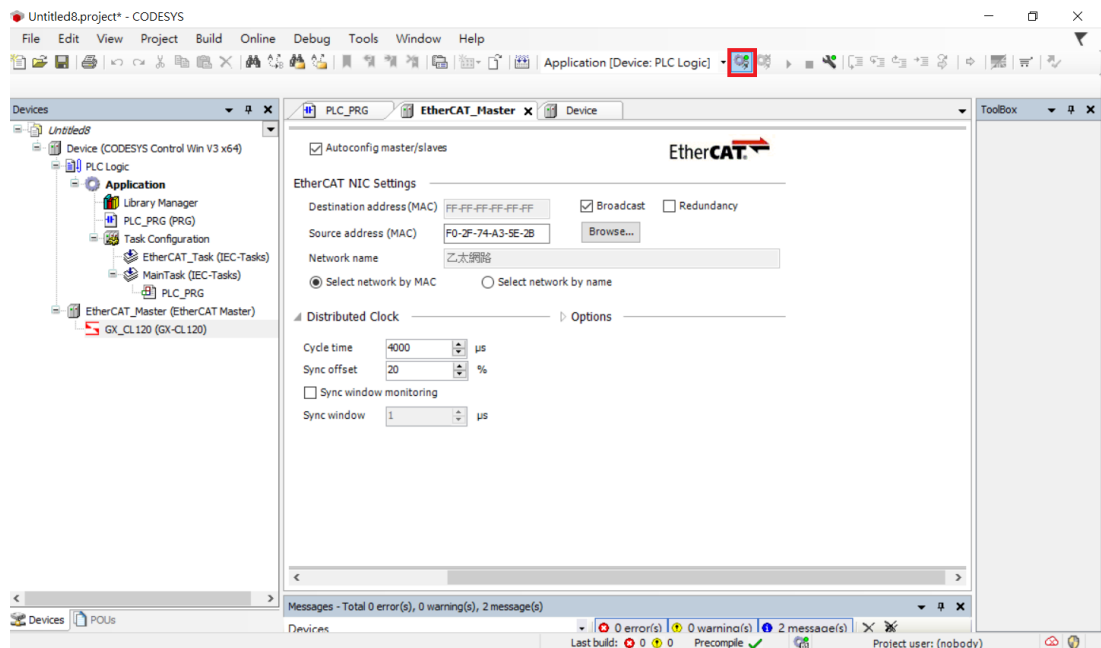 Untitled8.project* - CODESYS
File Edit View Project Build Online Debug Tools Window Help
Application [Device: PLC Logic]
Devices
Untitled8
Device (CODESYS Control Win V3 x64)
PLC Logic
Application
Library Manager
PLC_PRG (PRG)
Task Configuration
EtherCAT_Task (IEC-Tasks)
MainTask (IEC-Tasks)
PLC_PRG
EtherCAT_Master (EtherCAT Master)
GX_CL120 (GX-CL120)
Devices POUs
PLC_PRG EtherCAT_Master Device
Autoconfig master/slaves
EtherCAT
EtherCAT NIC Settings
Destination address (MAC) FF-FF-FF-FF-FF-FF Broadcast Redundancy
Source address (MAC) F0-2F-74-A3-5E-2B Browse...
Network name 乙太網路
Select network by MAC Select network by name
Distributed Clock Options
Cycle time 4000 µs
Sync offset 20 %
Sync window monitoring
Sync window 1 µs
ToolBox
Messages - Total 0 error(s), 0 warning(s), 2 message(s)
Devices 0 error(s) 0 warning(s) 2 message(s)
Last build: 0 0 Precompile Project user: (nobody)